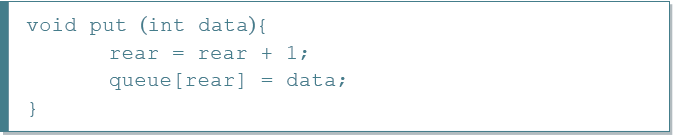 void put (int data){
rear = rear + 1;
queue[rear] = data;
}